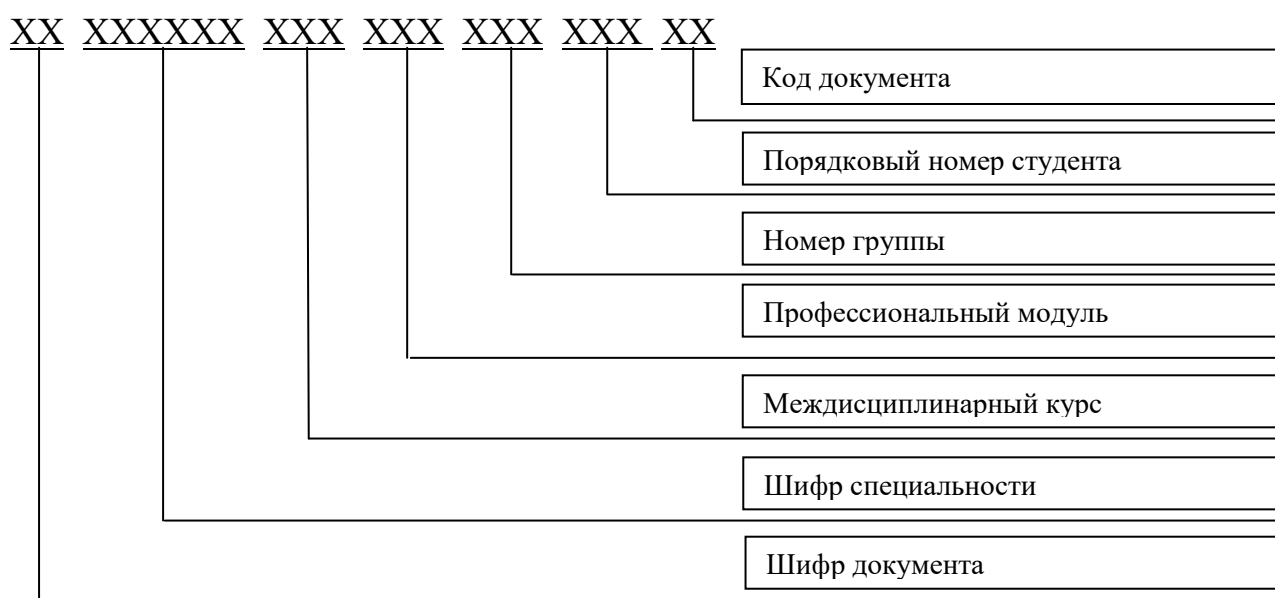 XX XXXXXX XXX XXX XXX XXX XX
Код документа
Порядковый номер студента
Номер группы
Профессиональный модуль
Междисциплинарный курс
Шифр специальности
Шифр документа